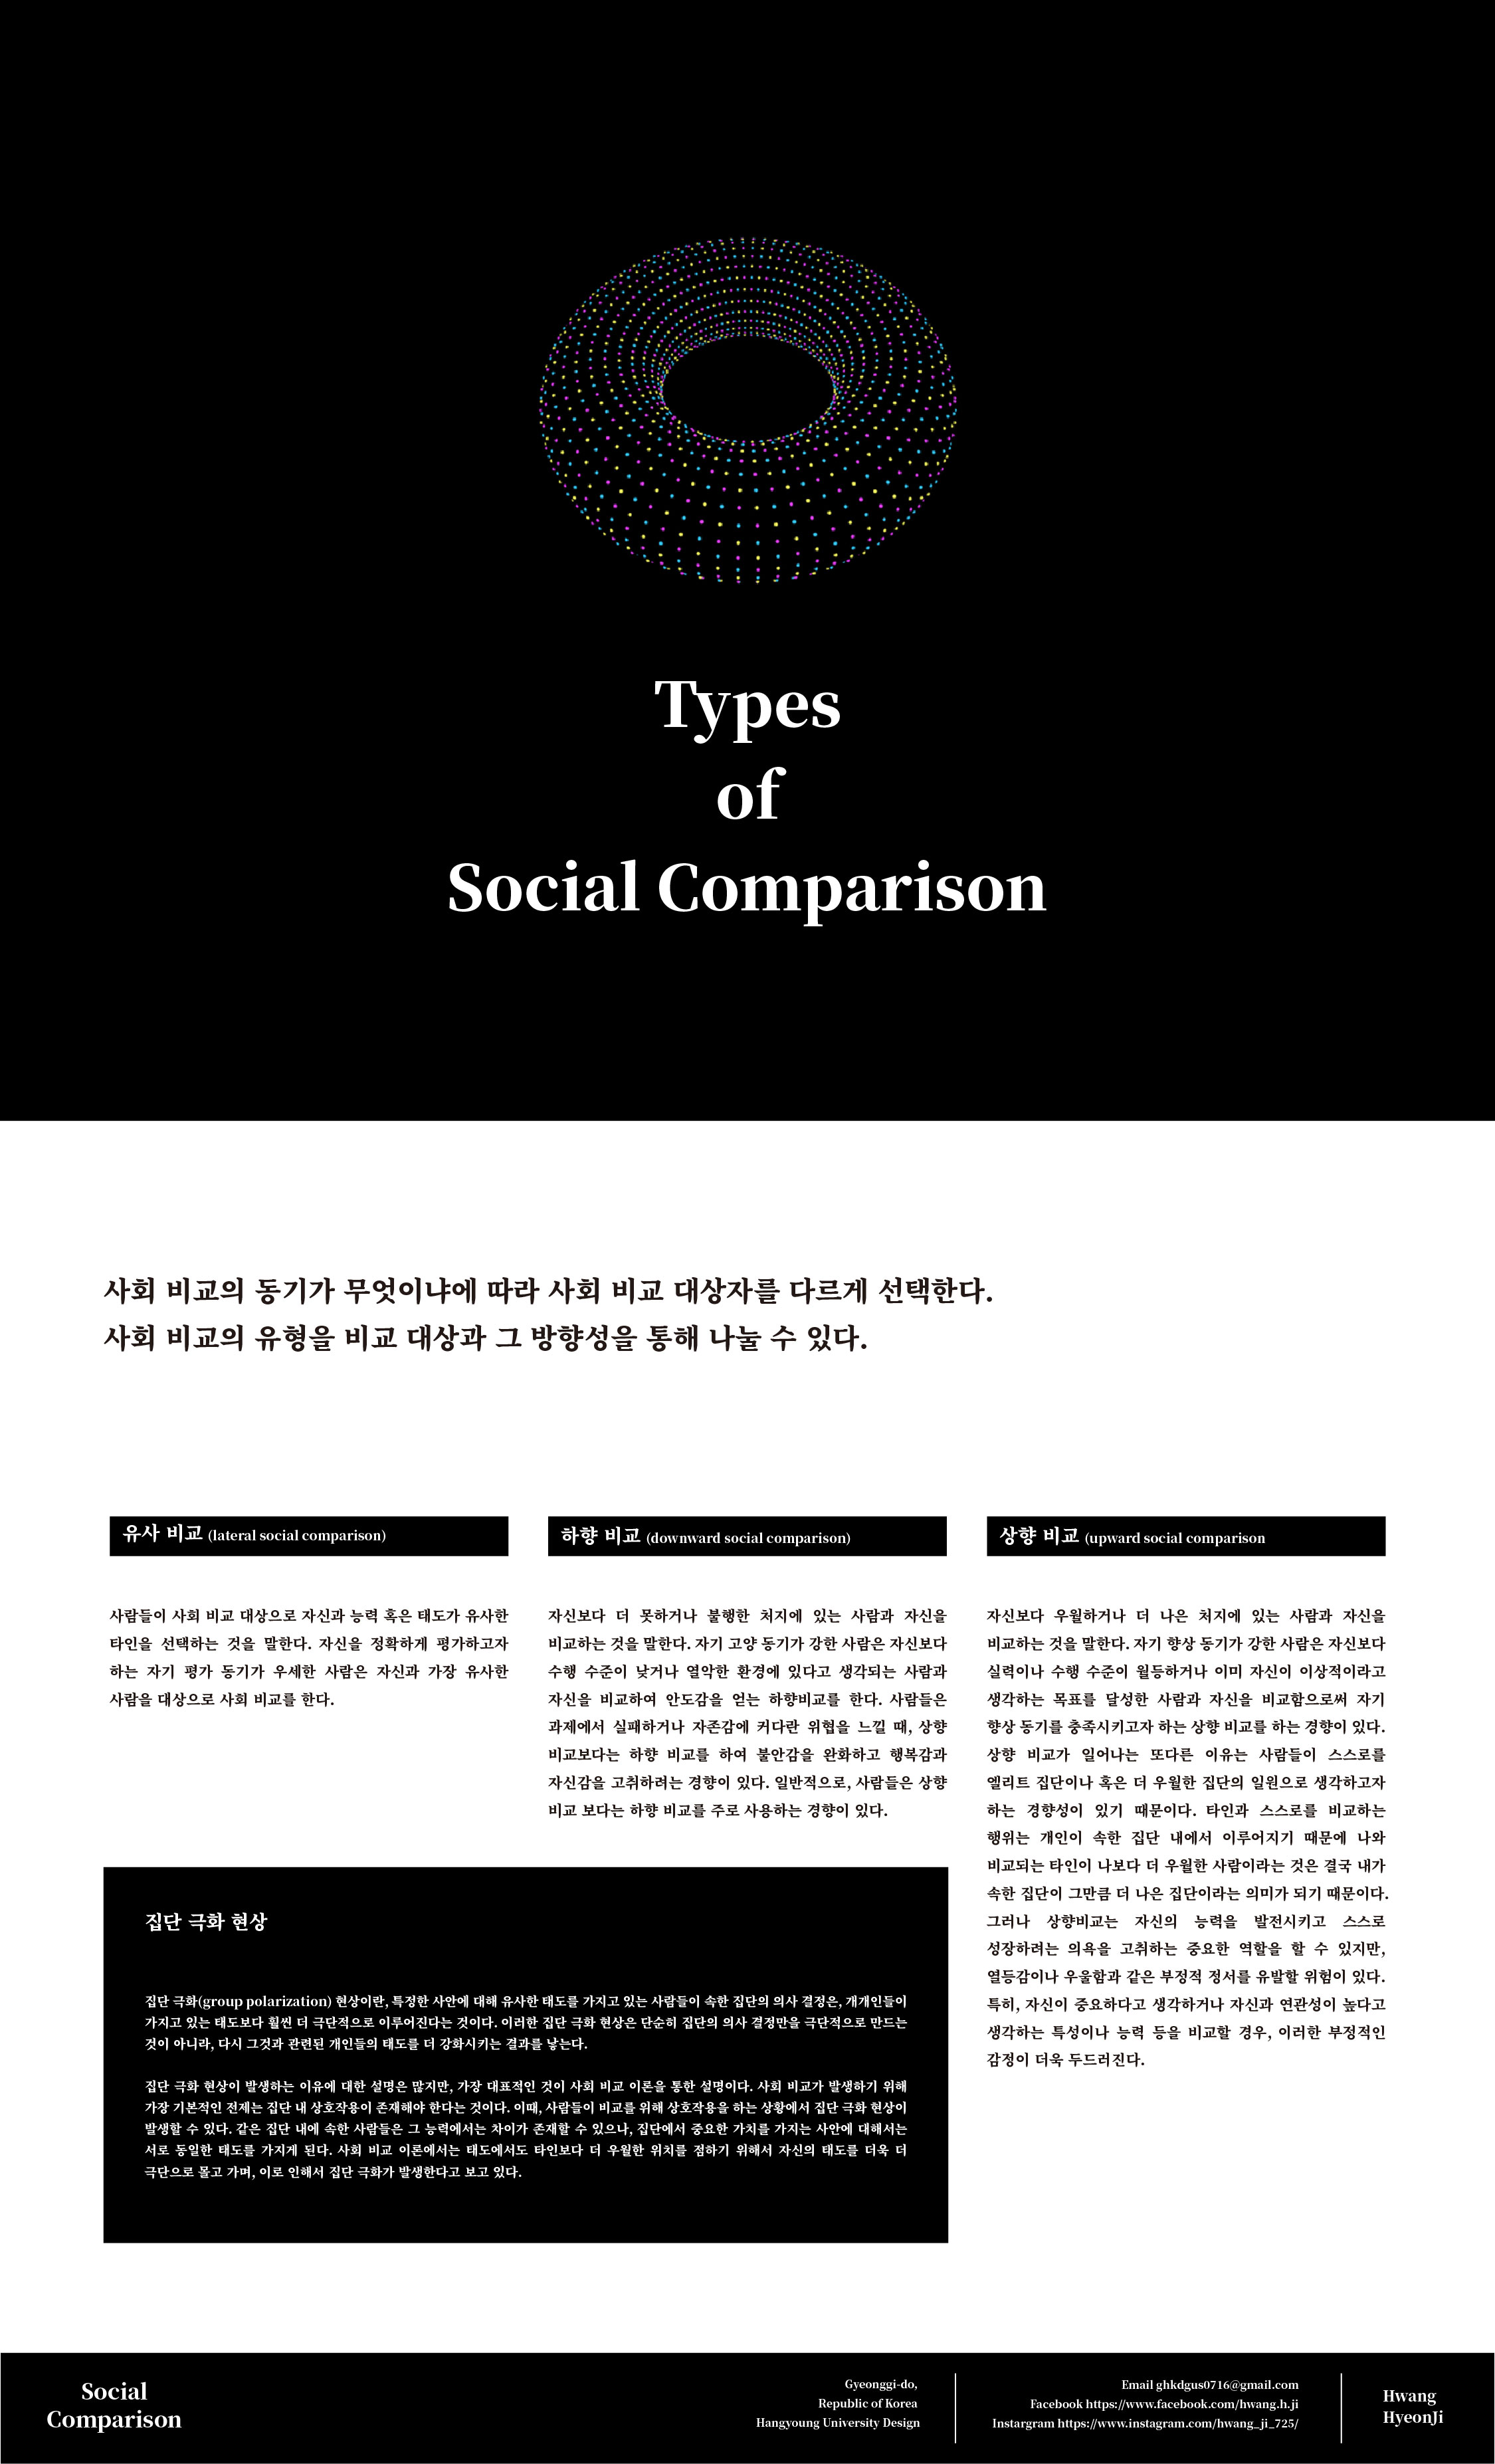 Types
of
Social Comparison
사회 비교의 동기가 무엇이냐에 따라 사회 비교 대상자를 다르게 선택한다.
사회 비교의 유형을 비교 대상과 그 방향성을 통해 나눌 수 있다.
유사 비교 (lateral social comparison)
사람들이 사회 비교 대상으로 자신과 능력 혹은 태도가 유사한
타인을 선택하는 것을 말한다. 자신을 정확하게 평가하고자
하는 자기 평가 동기가 우세한 사람은 자신과 가장 유사한
사람을 대상으로 사회 비교를 한다.
하향 비교 (downward social comparison)
자신보다 더 못하거나 불행한 처지에 있는 사람과 자신을
비교하는 것을 말한다. 자기 고양 동기가 강한 사람은 자신보다
수행 수준이 낮거나 열악한 환경에 있다고 생각되는 사람과
자신을 비교하여 안도감을 얻는 하향비교를 한다. 사람들은
과제에서 실패하거나 자존감에 커다란 위협을 느낄 때, 상향
비교보다는 하향 비교를 하여 불안감을 완화하고 행복감과
자신감을 고취하려는 경향이 있다. 일반적으로, 사람들은 상향
비교 보다는 하향 비교를 주로 사용하는 경향이 있다.
상향 비교 (upward social comparison
자신보다 우월하거나 더 나은 처지에 있는 사람과 자신을
비교하는 것을 말한다. 자기 향상 동기가 강한 사람은 자신보다
실력이나 수행 수준이 월등하거나 이미 자신이 이상적이라고
생각하는 목표를 달성한 사람과 자신을 비교함으로써 자기
향상 동기를 충족시키고자 하는 상향 비교를 하는 경향이 있다.
상향 비교가 일어나는 또다른 이유는 사람들이 스스로를
엘리트 집단이나 혹은 더 우월한 집단의 일원으로 생각하고자
하는 경향성이 있기 때문이다. 타인과 스스로를 비교하는
행위는 개인이 속한 집단 내에서 이루어지기 때문에 나와
비교되는 타인이 나보다 더 우월한 사람이라는 것은 결국 내가
속한 집단이 그만큼 더 나은 집단이라는 의미가 되기 때문이다.
그러나 상향비교는 자신의 능력을 발전시키고 스스로
성장하려는 의욕을 고취하는 중요한 역할을 할 수 있지만,
열등감이나 우울함과 같은 부정적 정서를 유발할 위험이 있다.
특히, 자신이 중요하다고 생각하거나 자신과 연관성이 높다고
생각하는 특성이나 능력 등을 비교할 경우, 이러한 부정적인
감정이 더욱 두드러진다.
집단 극화 현상
집단 극화(group polarization) 현상이란, 특정한 사안에 대해 유사한 태도를 가지고 있는 사람들이 속한 집단의 의사 결정은, 개개인들이
가지고 있는 태도보다 훨씬 더 극단적으로 이루어진다는 것이다. 이러한 집단 극화 현상은 단순히 집단의 의사 결정만을 극단적으로 만드는
것이 아니라, 다시 그것과 관련된 개인들의 태도를 더 강화시키는 결과를 낳는다.
집단 극화 현상이 발생하는 이유에 대한 설명은 많지만, 가장 대표적인 것이 사회 비교 이론을 통한 설명이다. 사회 비교가 발생하기 위해
가장 기본적인 전제는 집단 내 상호작용이 존재해야 한다는 것이다. 이때, 사람들이 비교를 위해 상호작용을 하는 상황에서 집단 극화 현상이
발생할 수 있다. 같은 집단 내에 속한 사람들은 그 능력에서는 차이가 존재할 수 있으나, 집단에서 중요한 가치를 가지는 사안에 대해서는
서로 동일한 태도를 가지게 된다. 사회 비교 이론에서는 태도에서도 타인보다 더 우월한 위치를 점하기 위해서 자신의 태도를 더욱 더
극단으로 몰고 가며, 이로 인해서 집단 극화가 발생한다고 보고 있다.
Social
Comparison
Gyeonggi-do,
Republic of Korea
Hangyoung University Design
Email ghkdgus0716@gmail.com
Facebook https://www.facebook.com/hwang.h.ji
Instargram https://www.instagram.com/hwang_ji_725/
Hwang
HyeonJi